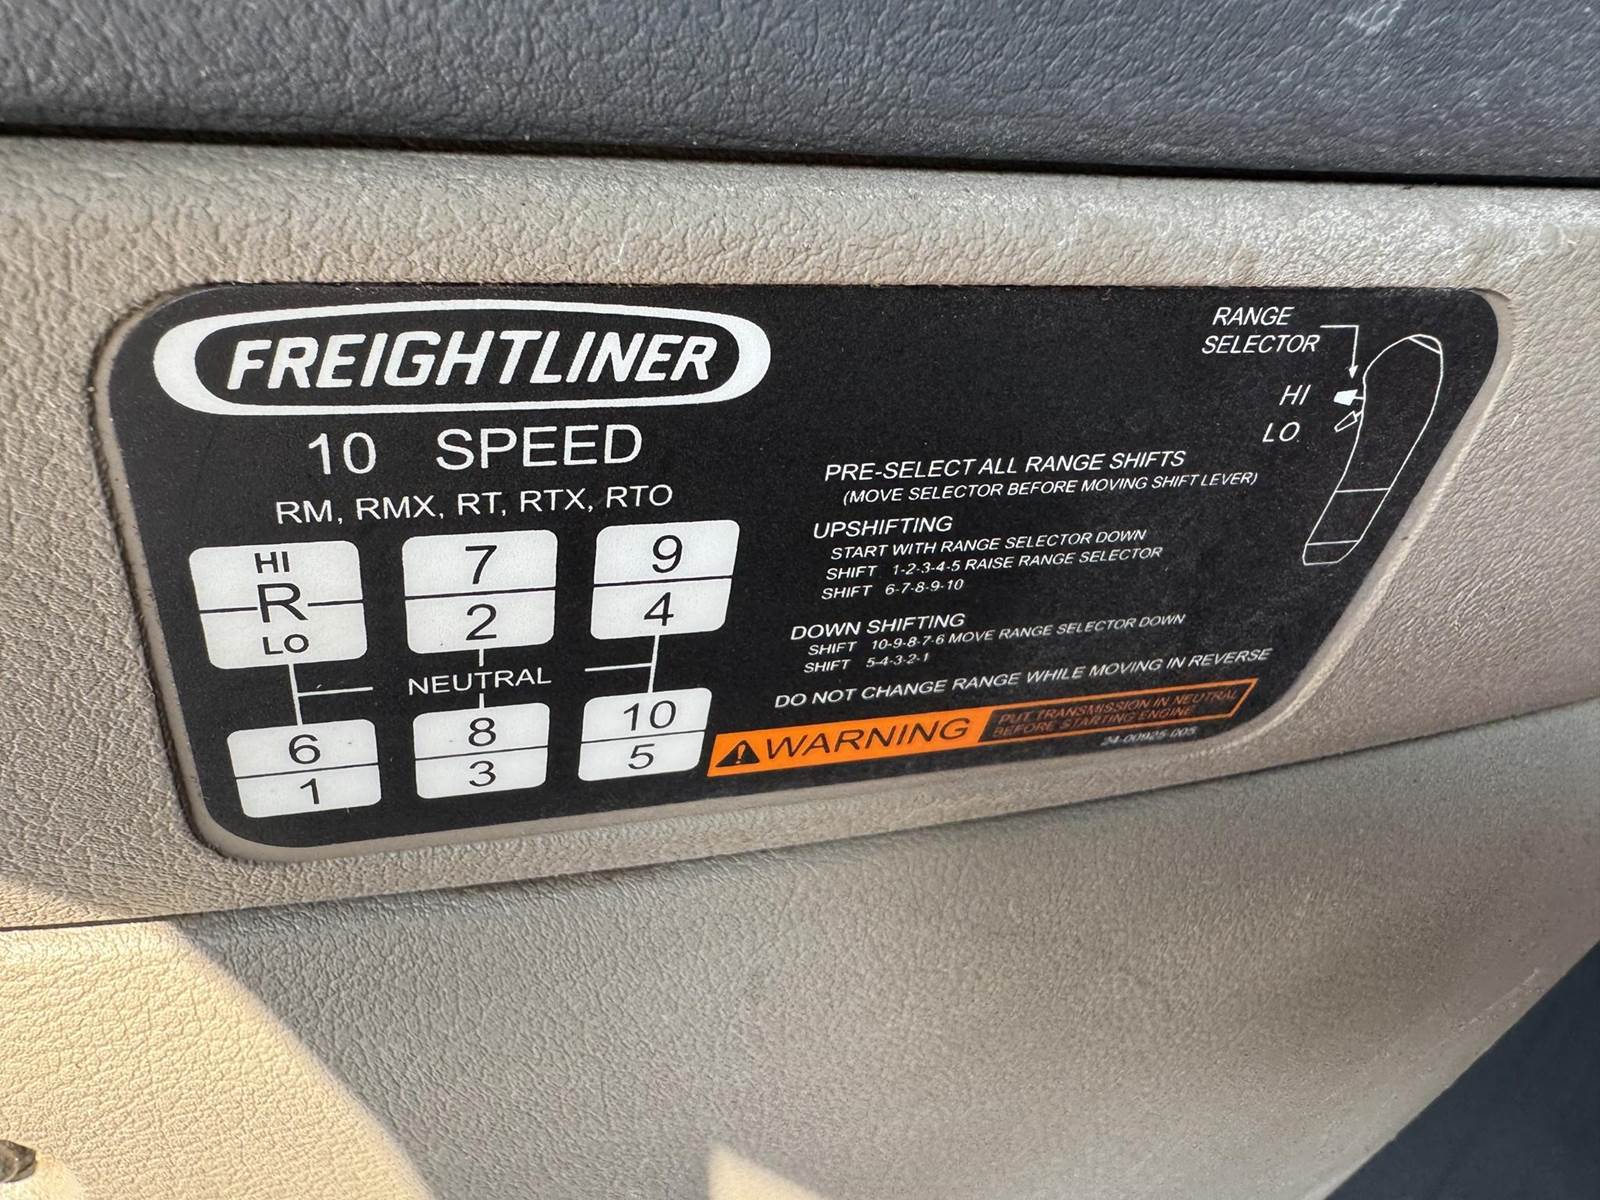 FREIGHTLINER
10 SPEED
RM, RMX, RT, RTX, RTO
HI
R
LO
7
2
9
4
NEUTRAL
6
1
8
3
10
5
RANGE
SELECTOR
HI
LO
PRE-SELECT ALL RANGE SHIFTS
(MOVE SELECTOR BEFORE MOVING SHIFT LEVER)
UPSHIFTING
START WITH RANGE SELECTOR DOWN
SHIFT 1-2-3-4-5 RAISE RANGE SELECTOR
SHIFT 6-7-8-9-10
DOWN SHIFTING
SHIFT 10-9-8-7-6 MOVE RANGE SELECTOR DOWN
SHIFT 5-4-3-2-1
DO NOT CHANGE RANGE WHILE MOVING IN REVERSE
WARNING
PUT TRANSMISSION IN NEUTRAL
BEFORE STARTING ENGINE
24-00925-005